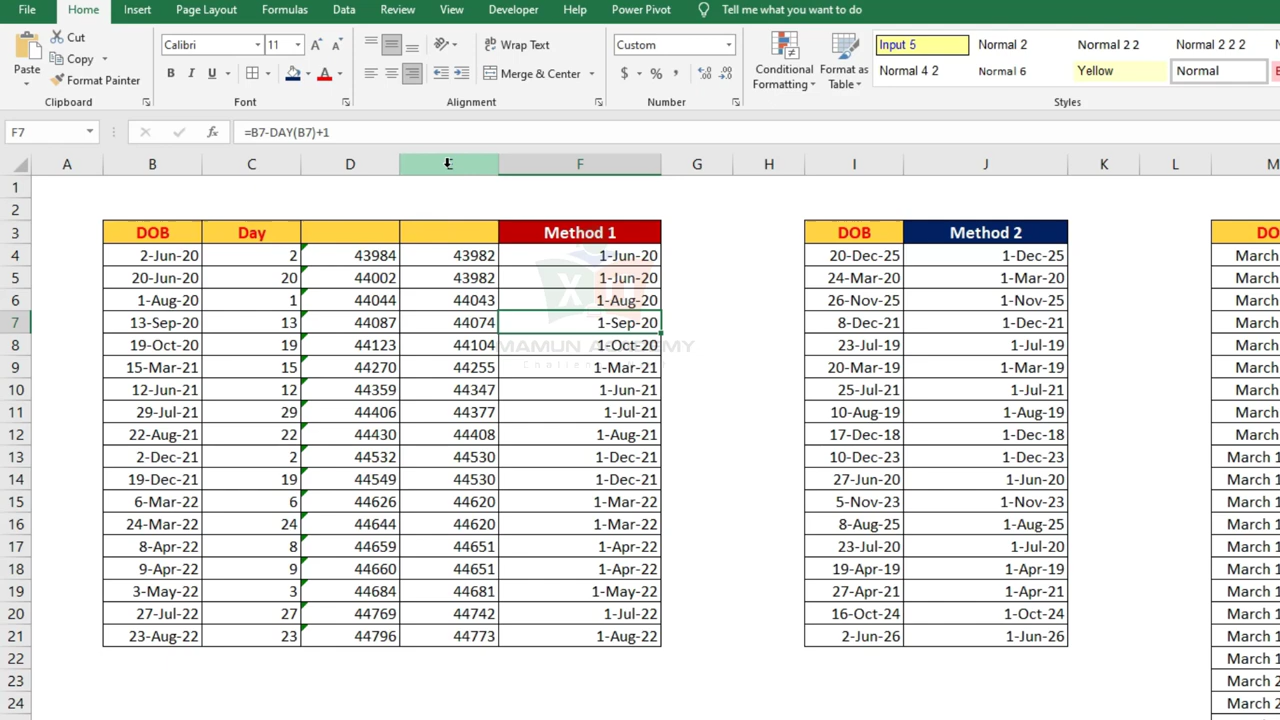 File Home Insert Page Layout Formulas Data Review View Developer Help Power Pivot Tell me what you want to do
Paste
Cut
Copy
Format Painter
Clipboard
Calibri 11 A A
B I U A
Font
Wrap Text
Merge & Center
Alignment
Custom
$ % ,
Number
Conditional Formatting
Format as Table
Input 5 Normal 2 Normal 2 2 Normal 2 2 2
Normal 4 2 Normal 6 Yellow Normal
Styles
F7 fx =B7-DAY(B7)+1
A B C D E F G H I J K L M
1
2
3 DOB Day Method 1 DOB Method 2 DO
4 2-Jun-20 2 43984 43982 1-Jun-20 20-Dec-25 1-Dec-25 March
5 20-Jun-20 20 44002 43982 1-Jun-20 24-Mar-20 1-Mar-20 March
6 1-Aug-20 1 44044 44043 1-Aug-20 26-Nov-25 1-Nov-25 March
7 13-Sep-20 13 44087 44074 1-Sep-20 8-Dec-21 1-Dec-21 March
8 19-Oct-20 19 44123 44104 1-Oct-20 23-Jul-19 1-Jul-19 March
MAMUN ACADEMY
9 15-Mar-21 15 44270 44255 1-Mar-21 20-Mar-19 1-Mar-19 March
10 12-Jun-21 12 44359 44347 1-Jun-21 25-Jul-21 1-Jul-21 March
11 29-Jul-21 29 44406 44377 1-Jul-21 10-Aug-19 1-Aug-19 March
12 22-Aug-21 22 44430 44408 1-Aug-21 17-Dec-18 1-Dec-18 March
13 2-Dec-21 2 44532 44530 1-Dec-21 10-Dec-23 1-Dec-23 March 1
14 19-Dec-21 19 44549 44530 1-Dec-21 27-Jun-20 1-Jun-20 March 1
15 6-Mar-22 6 44626 44620 1-Mar-22 5-Nov-23 1-Nov-23 March 1
16 24-Mar-22 24 44644 44620 1-Mar-22 8-Aug-25 1-Aug-25 March 1
17 8-Apr-22 8 44659 44651 1-Apr-22 23-Jul-20 1-Jul-20 March 1
18 9-Apr-22 9 44660 44651 1-Apr-22 19-Apr-19 1-Apr-19 March 1
19 3-May-22 3 44684 44681 1-May-22 27-Apr-21 1-Apr-21 March 1
20 27-Jul-22 27 44769 44742 1-Jul-22 16-Oct-24 1-Oct-24 March 1
21 23-Aug-22 23 44796 44773 1-Aug-22 2-Jun-26 1-Jun-26 March 1
22 March 1
23 March 2
24 March 2